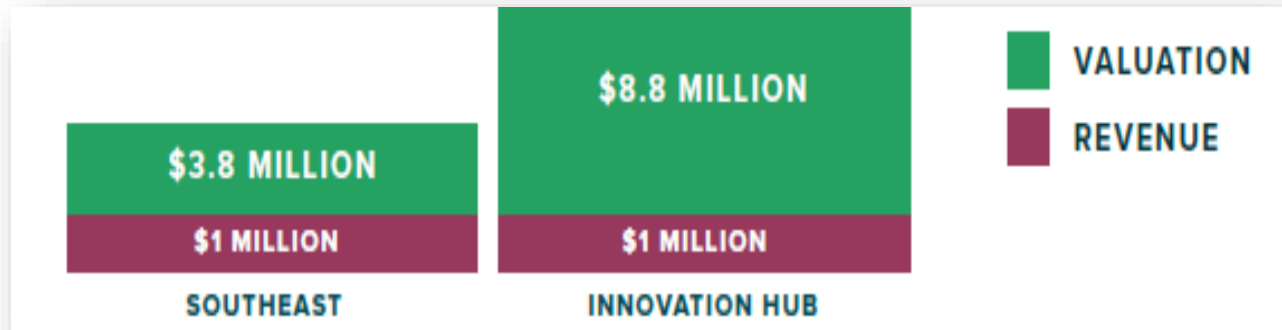 $8.8 MILLION
VALUATION
REVENUE
$3.8 MILLION
$1 MILLION
$1 MILLION
SOUTHEAST
INNOVATION HUB